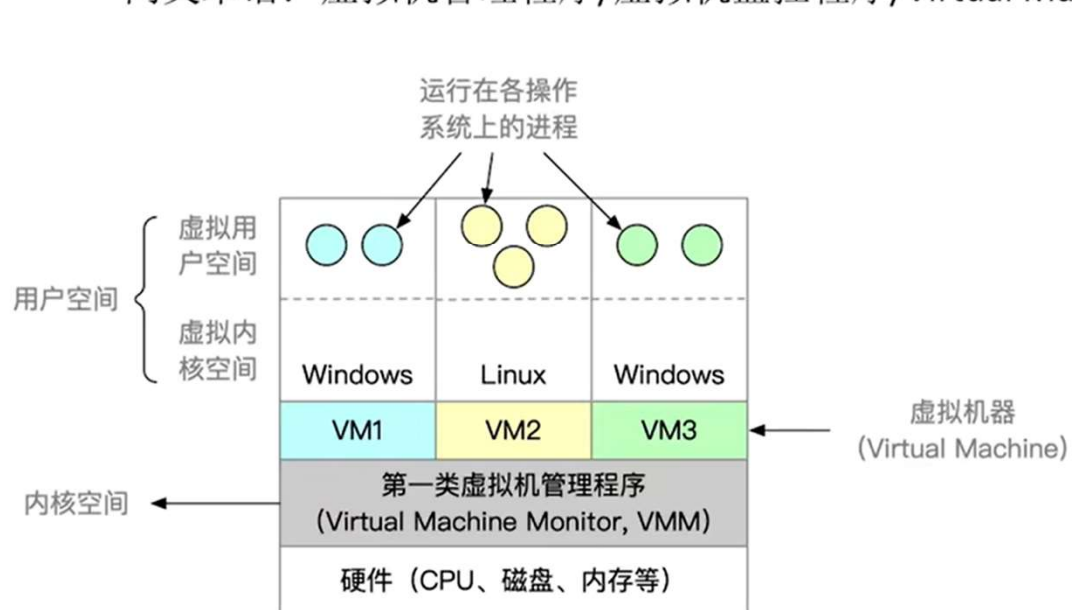 运行在各操作
系统上的进程
虚拟用
户空间
用户空间
虚拟内
核空间
Windows
Linux
Windows
VM1
VM2
VM3
虚拟机器
(Virtual Machine)
第一类虚拟机管理程序
(Virtual Machine Monitor, VMM)
内核空间
硬件（CPU、磁盘、内存等）